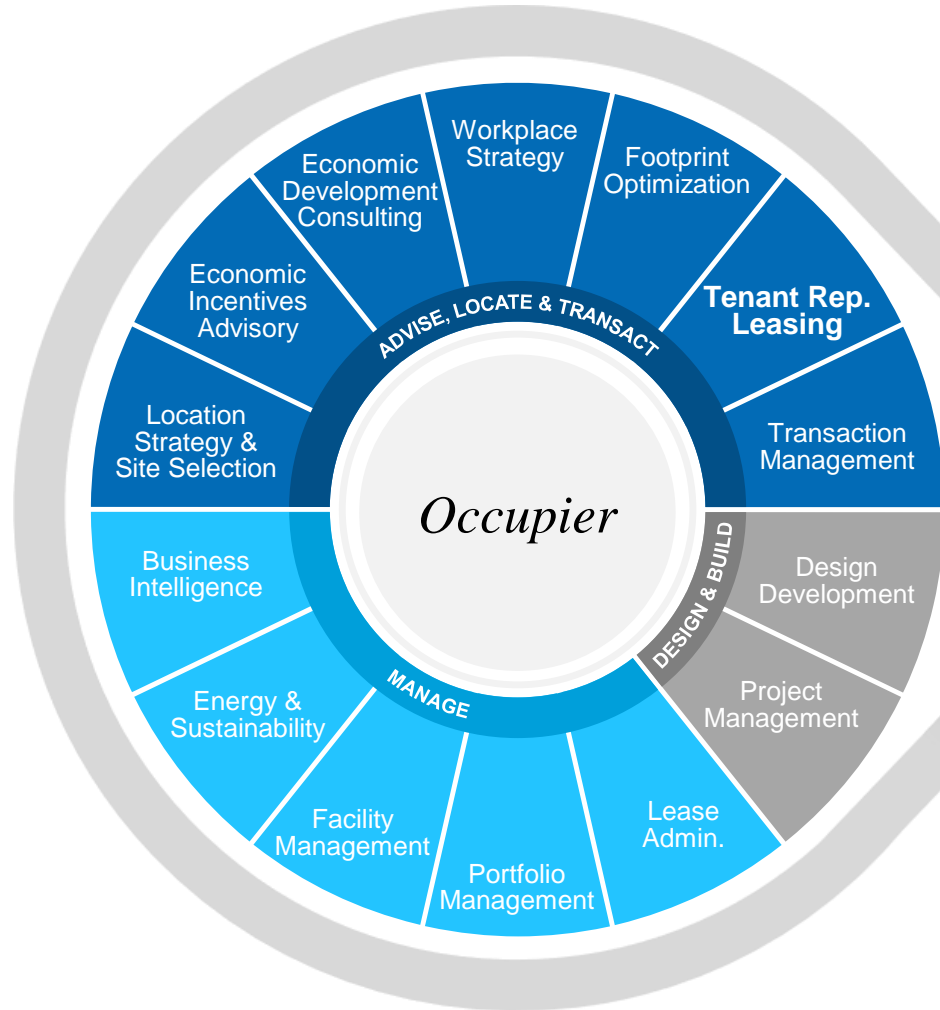 Workplace
Strategy
Footprint
Optimization
Tenant Rep.
Leasing
Transaction
Management
Design
Development
Project
Management
Lease
Admin.
Portfolio
Management
Facility
Management
Energy &
Sustainability
Business
Intelligence
Location
Strategy &
Site Selection
Economic
Incentives
Advisory
Economic
Development
Consulting
ADVISE, LOCATE & TRANSACT
DESIGN & BUILD
MANAGE
Occupier